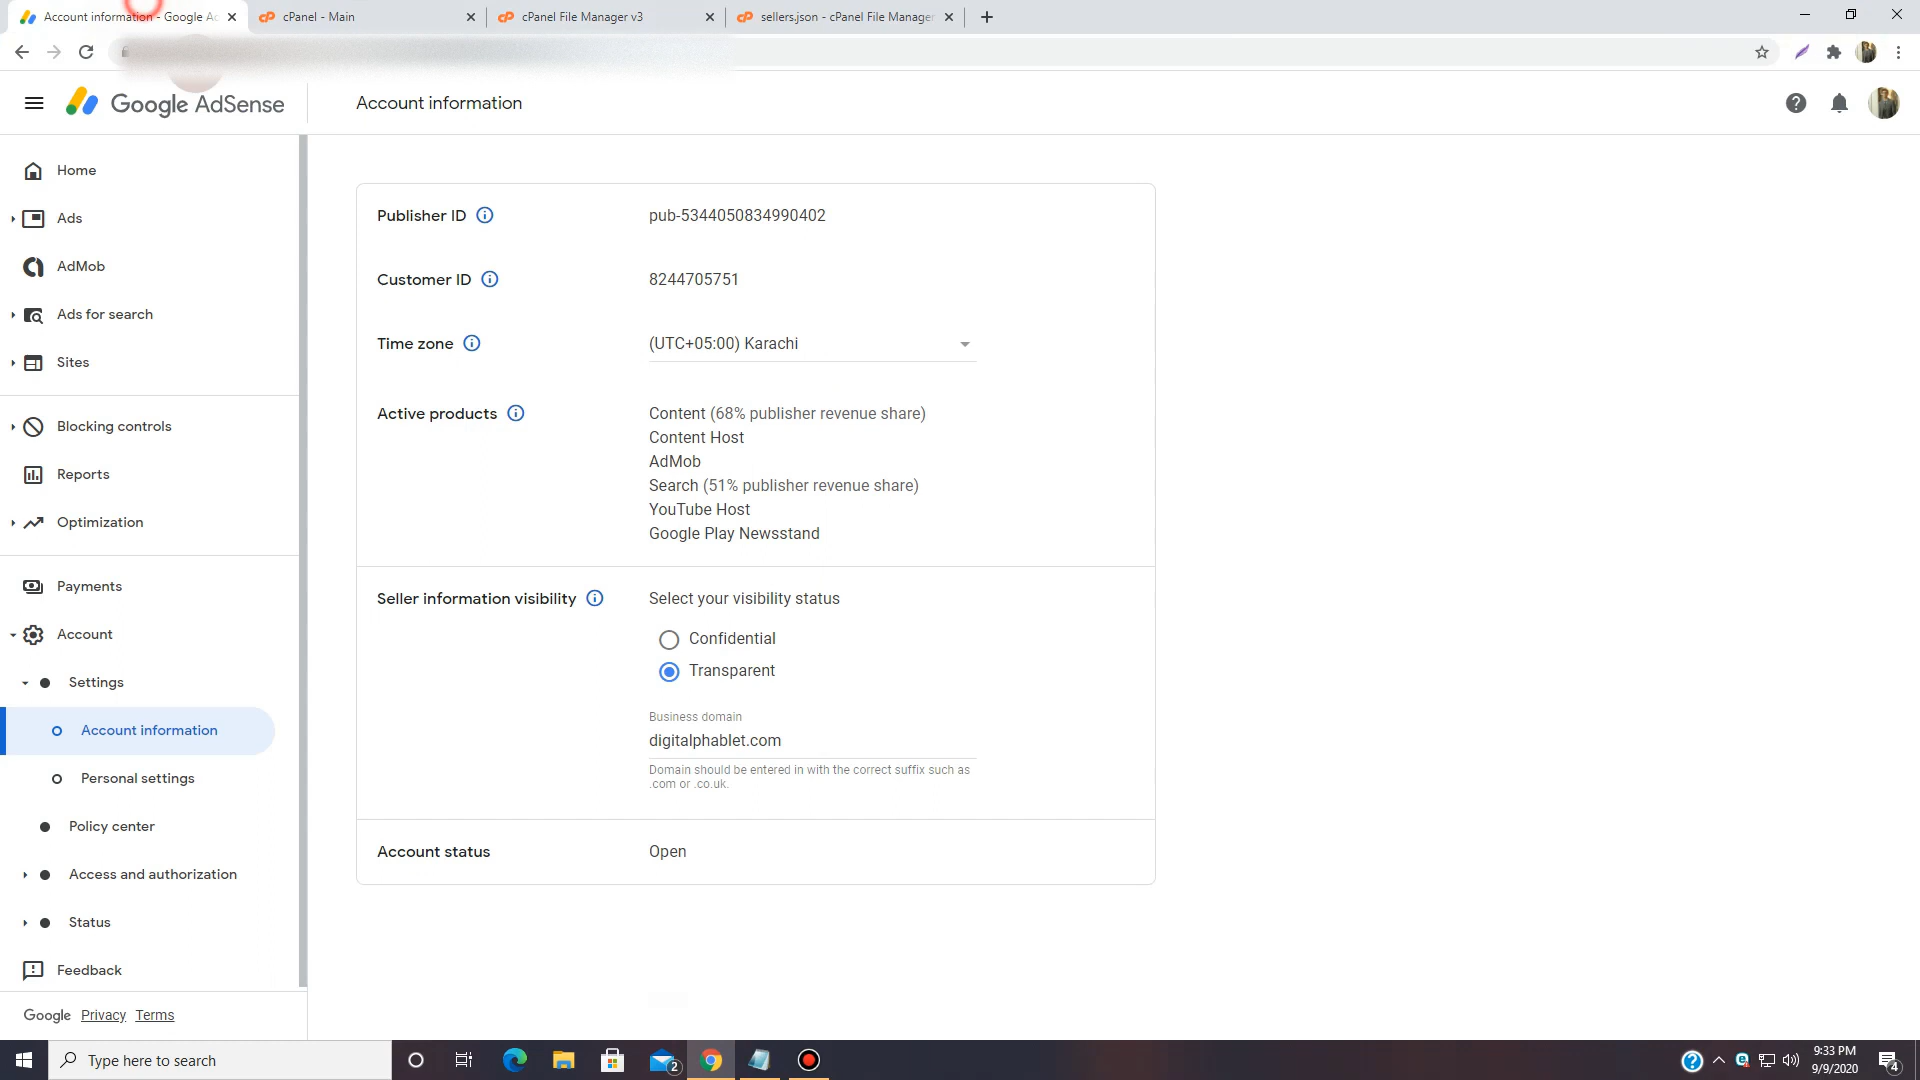 Account information - Google Ac
cPanel - Main
cPanel File Manager v3
sellers.json - cPanel File Manager
Google AdSense
Account information
Home
Ads
AdMob
Ads for search
Sites
Blocking controls
Reports
Optimization
Payments
Account
Settings
Account information
Personal settings
Policy center
Access and authorization
Status
Feedback
Google Privacy Terms
Publisher ID
pub-5344050834990402
Customer ID
8244705751
Time zone
(UTC+05:00) Karachi
Active products
Content (68% publisher revenue share)
Content Host
AdMob
Search (51% publisher revenue share)
YouTube Host
Google Play Newsstand
Seller information visibility
Select your visibility status
Confidential
Transparent
Business domain
digitalphablet.com
Domain should be entered in with the correct suffix such as
.com or .co.uk.
Account status
Open
Type here to search
2
9:33 PM
9/9/2020
4